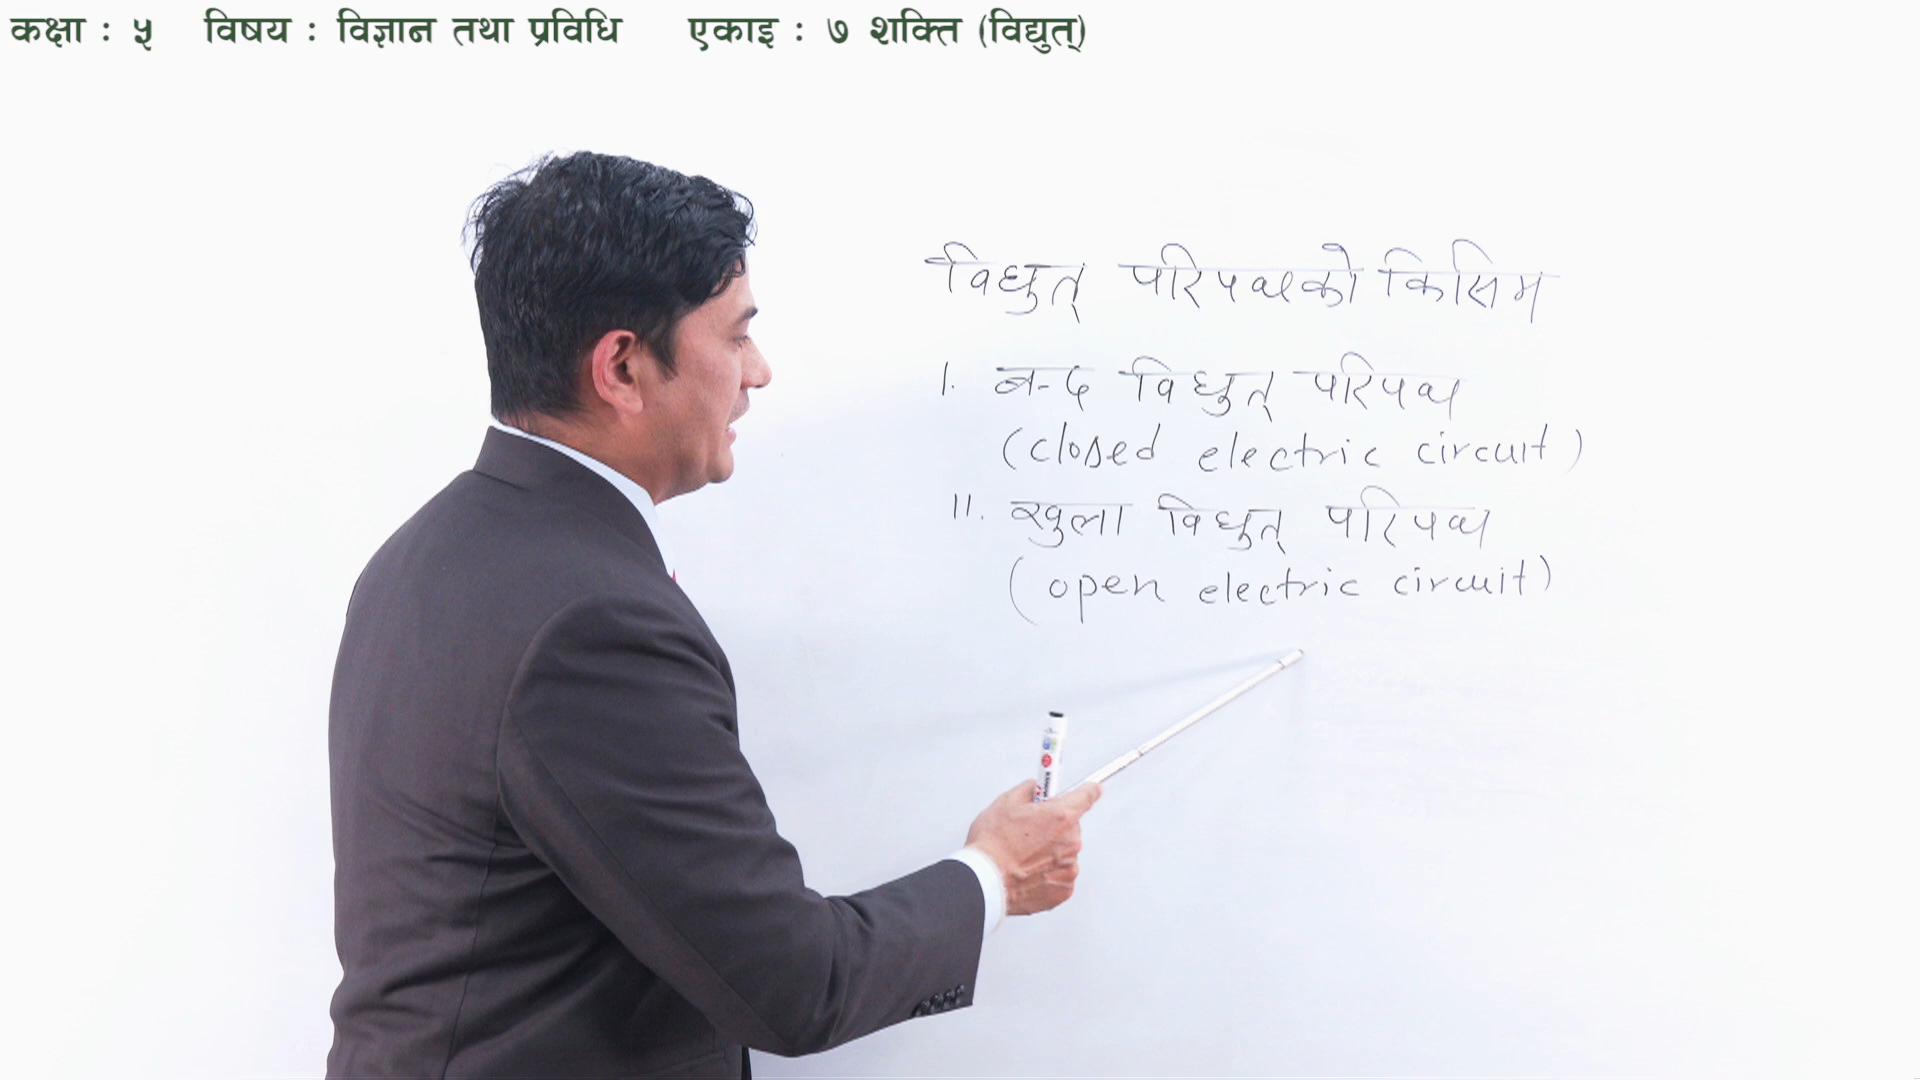 कक्षा : ५ विषय : विज्ञान तथा प्रविधि एकाइ : ७ शक्ति (विद्युत्)
विधुत् परिपथको किसिम
I. बन्द विधुत् परिपथ
(closed electric circuit)
II. खुला विधुत् परिपथ
(open electric circuit)